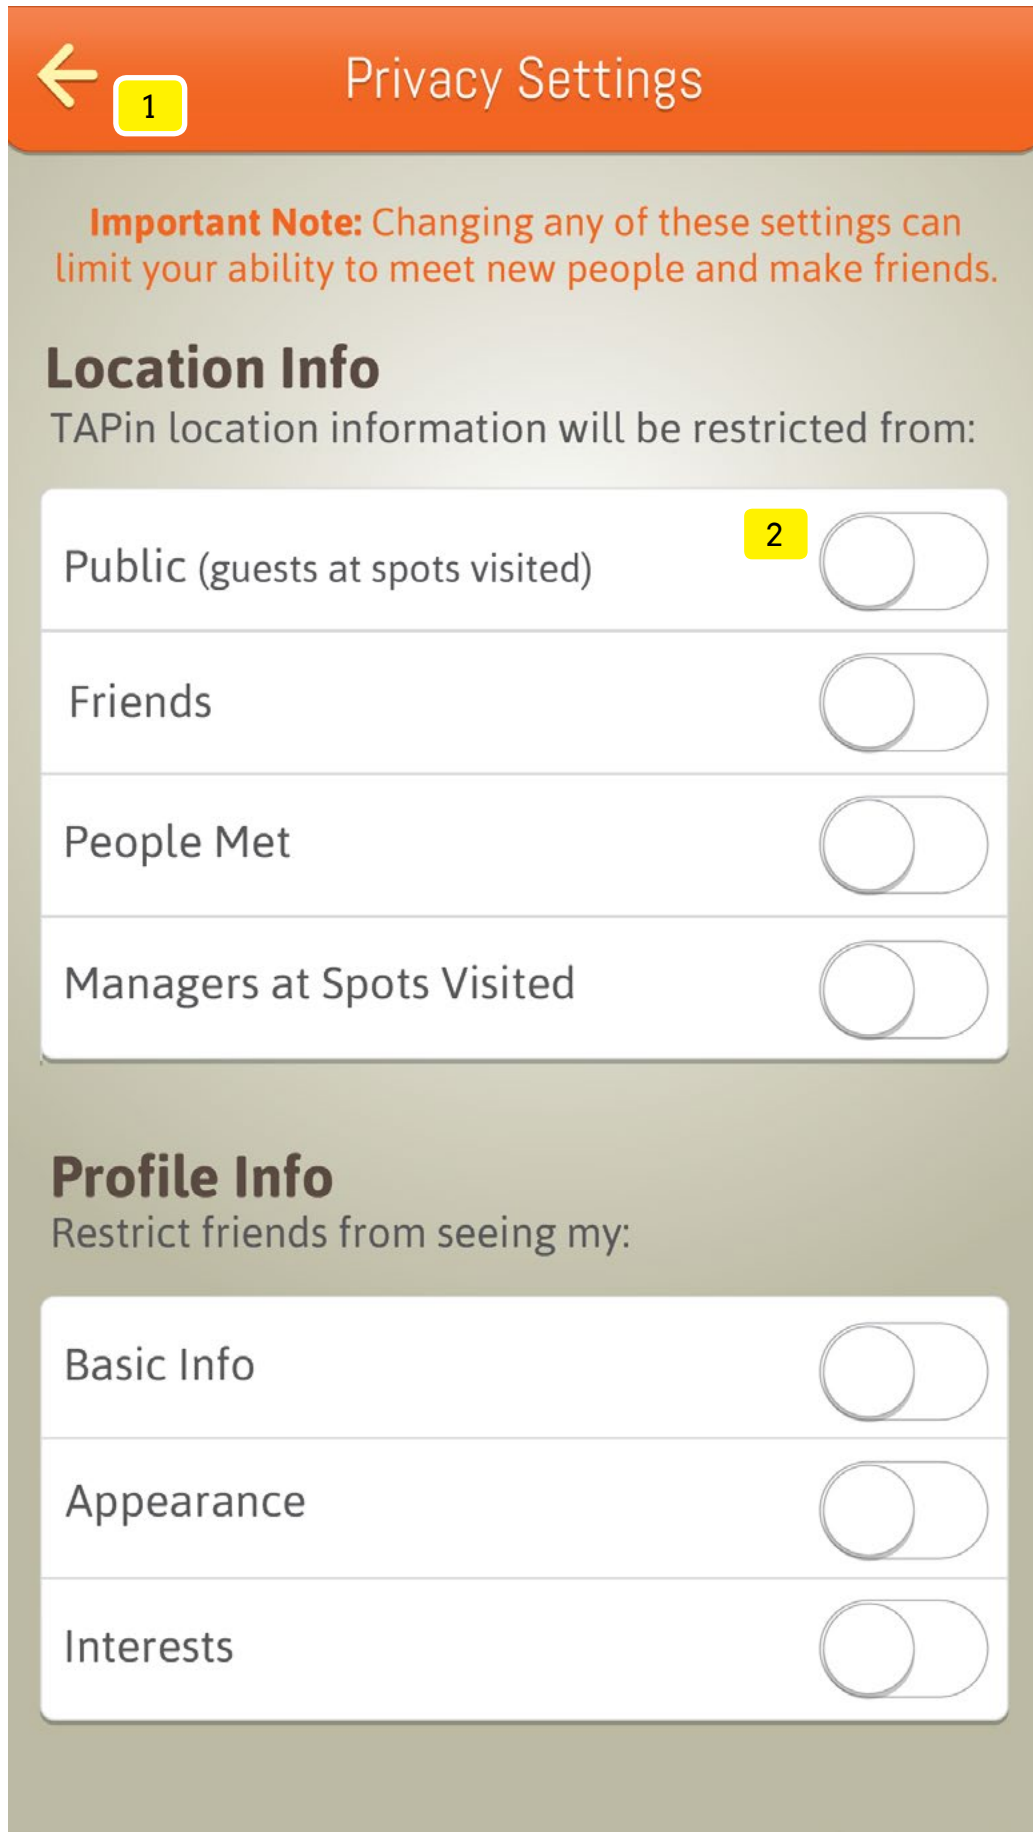 Privacy Settings
1
Important Note: Changing any of these settings can
limit your ability to meet new people and make friends.
Location Info
TAPin location information will be restricted from:
Public (guests at spots visited)
2
Friends
People Met
Managers at Spots Visited
Profile Info
Restrict friends from seeing my:
Basic Info
Appearance
Interests